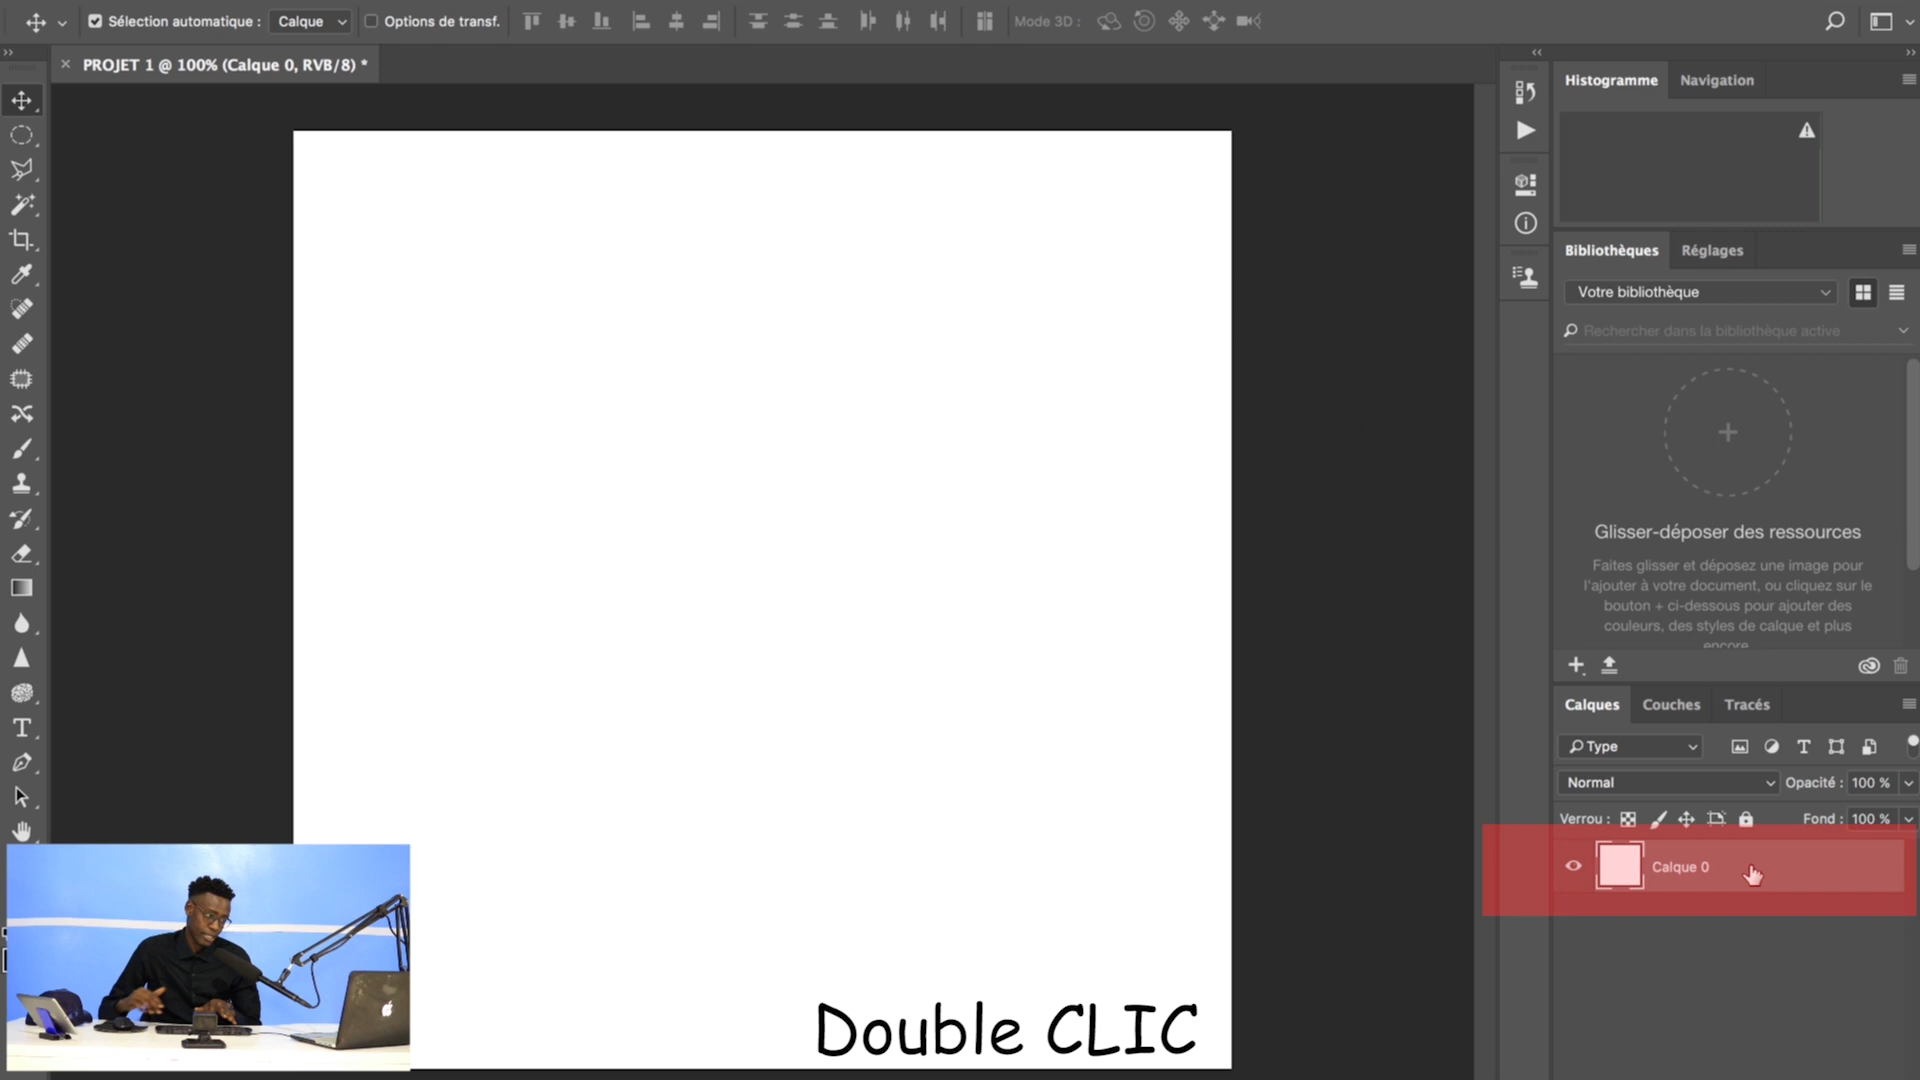 Sélection automatique : Calque Options de transf. Mode 3D :
PROJET 1 @ 100% (Calque 0, RVB/8) *
Histogramme Navigation
Bibliothèques Réglages
Votre bibliothèque
Rechercher dans la bibliothèque active
Glisser-déposer des ressources
Faites glisser et déposez une image pour
l'ajouter à votre document, ou cliquez sur le
bouton + ci-dessous pour ajouter des
couleurs, des styles de calque et plus
encore
Calques Couches Tracés
Type
Normal Opacité : 100 %
Verrou : Fond : 100 %
Calque 0
Double CLIC